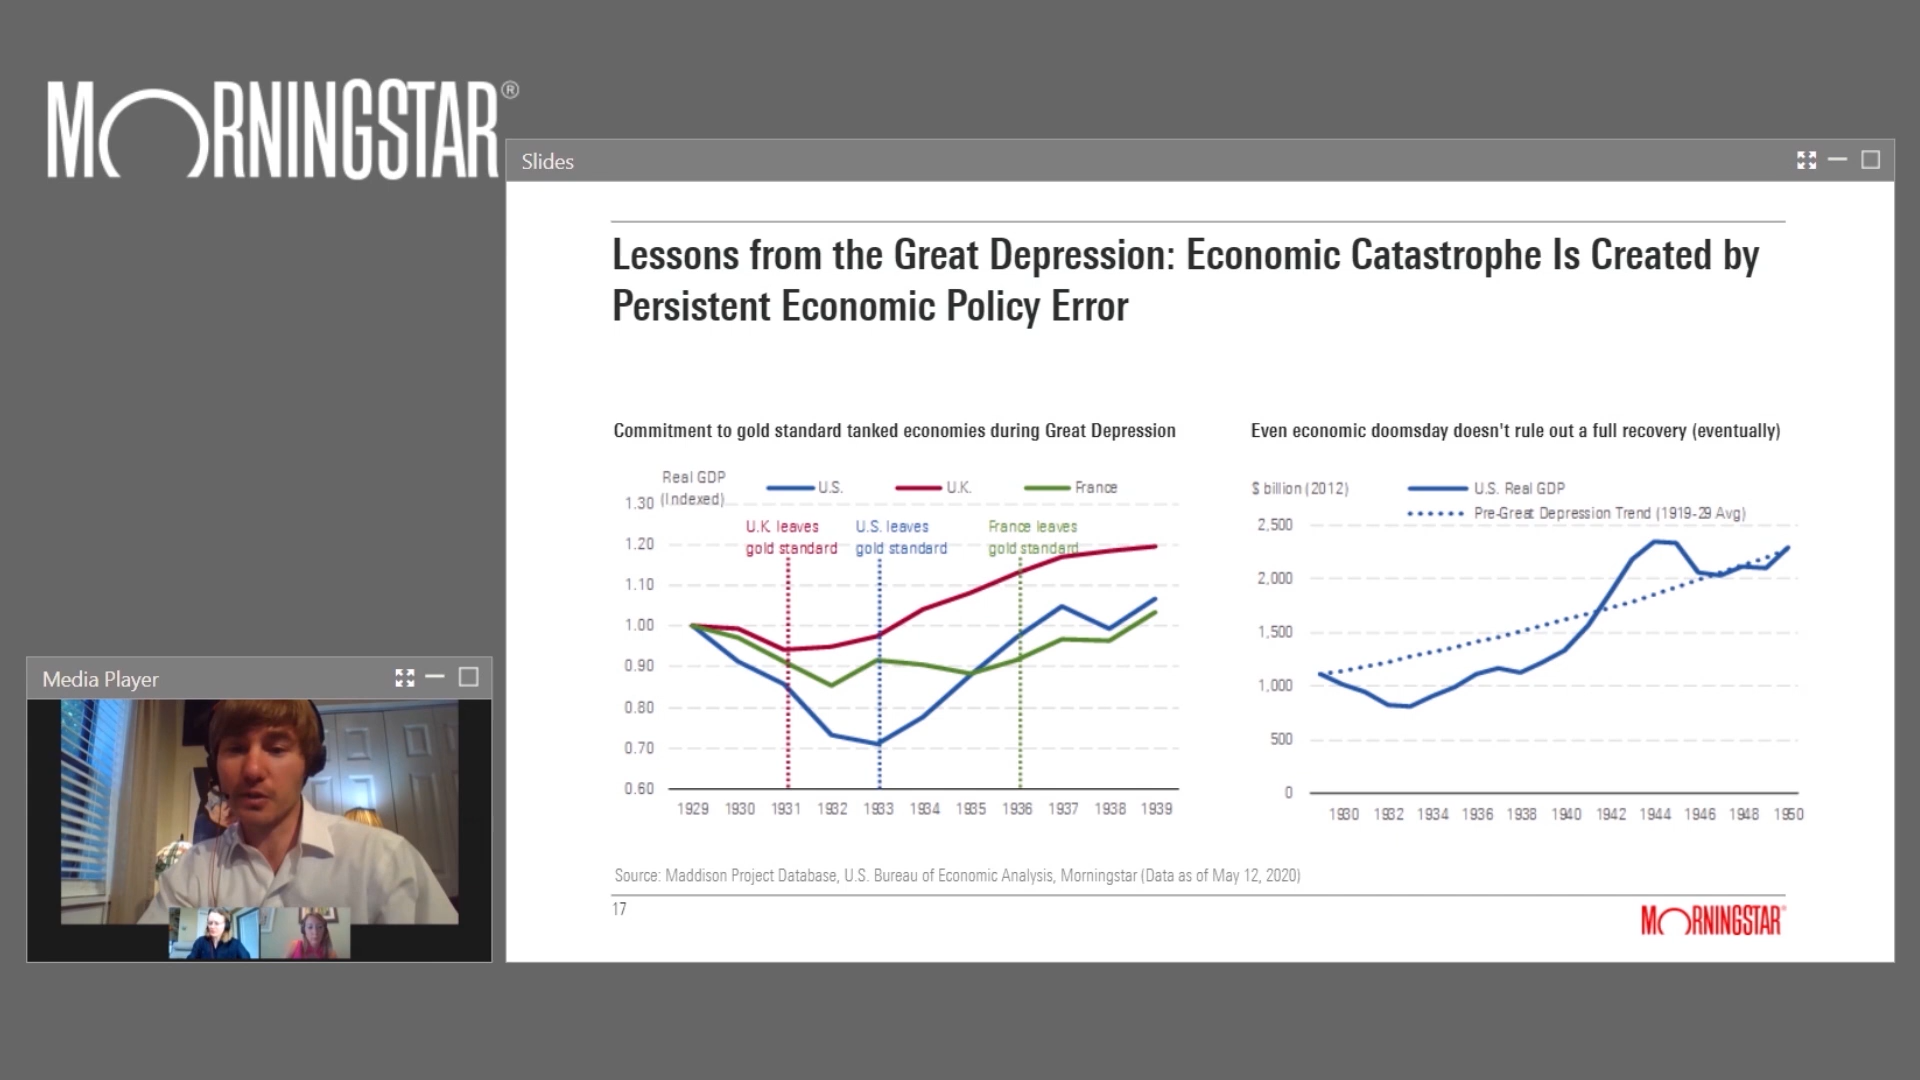 MORNINGSTAR®
Slides
Lessons from the Great Depression: Economic Catastrophe Is Created by
Persistent Economic Policy Error
Commitment to gold standard tanked economies during Great Depression
Real GDP
(Indexed)
U.S.
U.K.
France
U.K. leaves
gold standard
U.S. leaves
gold standard
France leaves
gold standard
1.30
1.20
1.10
1.00
0.90
0.80
0.70
0.60
1929 1930 1931 1932 1933 1934 1935 1936 1937 1938 1939
Even economic doomsday doesn't rule out a full recovery (eventually)
$ billion (2012)
U.S. Real GDP
Pre-Great Depression Trend (1919-29 Avg)
2,500
2,000
1,500
1,000
500
0
1930 1932 1934 1936 1938 1940 1942 1944 1946 1948 1950
Source: Maddison Project Database, U.S. Bureau of Economic Analysis, Morningstar (Data as of May 12, 2020)
17
MORNINGSTAR®
Media Player